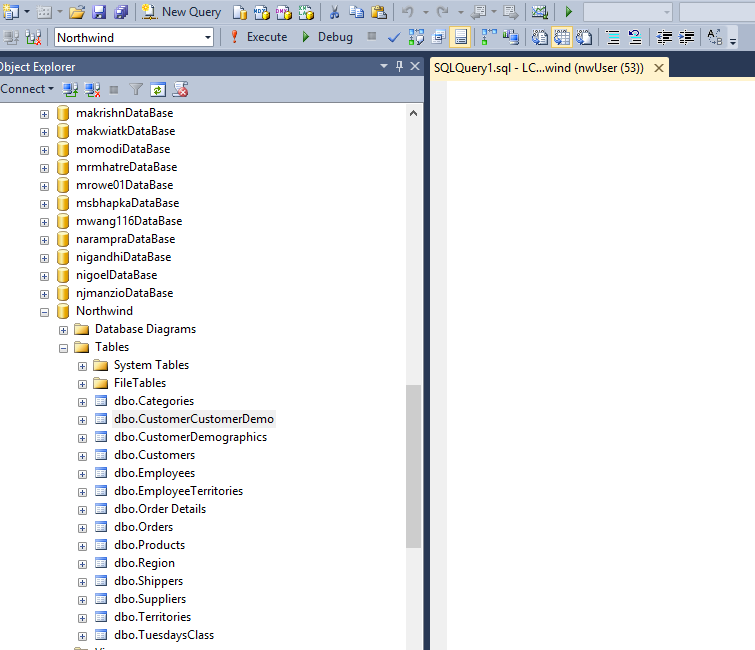 New Query
Northwind
Execute
Debug
Object Explorer
SQLQuery1.sql - LC...wind (nwUser (53))
Connect
makrishnDataBase
makwiatkDataBase
momodiDataBase
mrmhatreDataBase
mrowe01DataBase
msbhapkaDataBase
mwang116DataBase
narampraDataBase
nigandhiDataBase
nigoelDataBase
njmanzioDataBase
Northwind
Database Diagrams
Tables
System Tables
FileTables
dbo.Categories
dbo.CustomerCustomerDemo
dbo.CustomerDemographics
dbo.Customers
dbo.Employees
dbo.EmployeeTerritories
dbo.Order Details
dbo.Orders
dbo.Products
dbo.Region
dbo.Shippers
dbo.Suppliers
dbo.Territories
dbo.TuesdaysClass